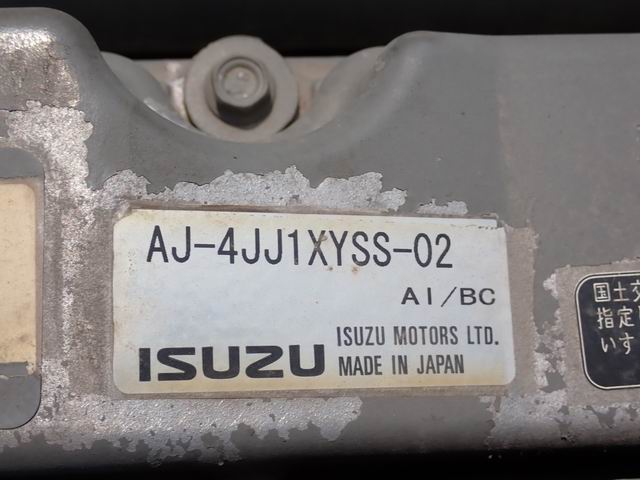 AJ-4JJ1XYSS-02
AI/BC
ISUZU
ISUZU MOTORS LTD.
MADE IN JAPAN
国土交
指定
いす